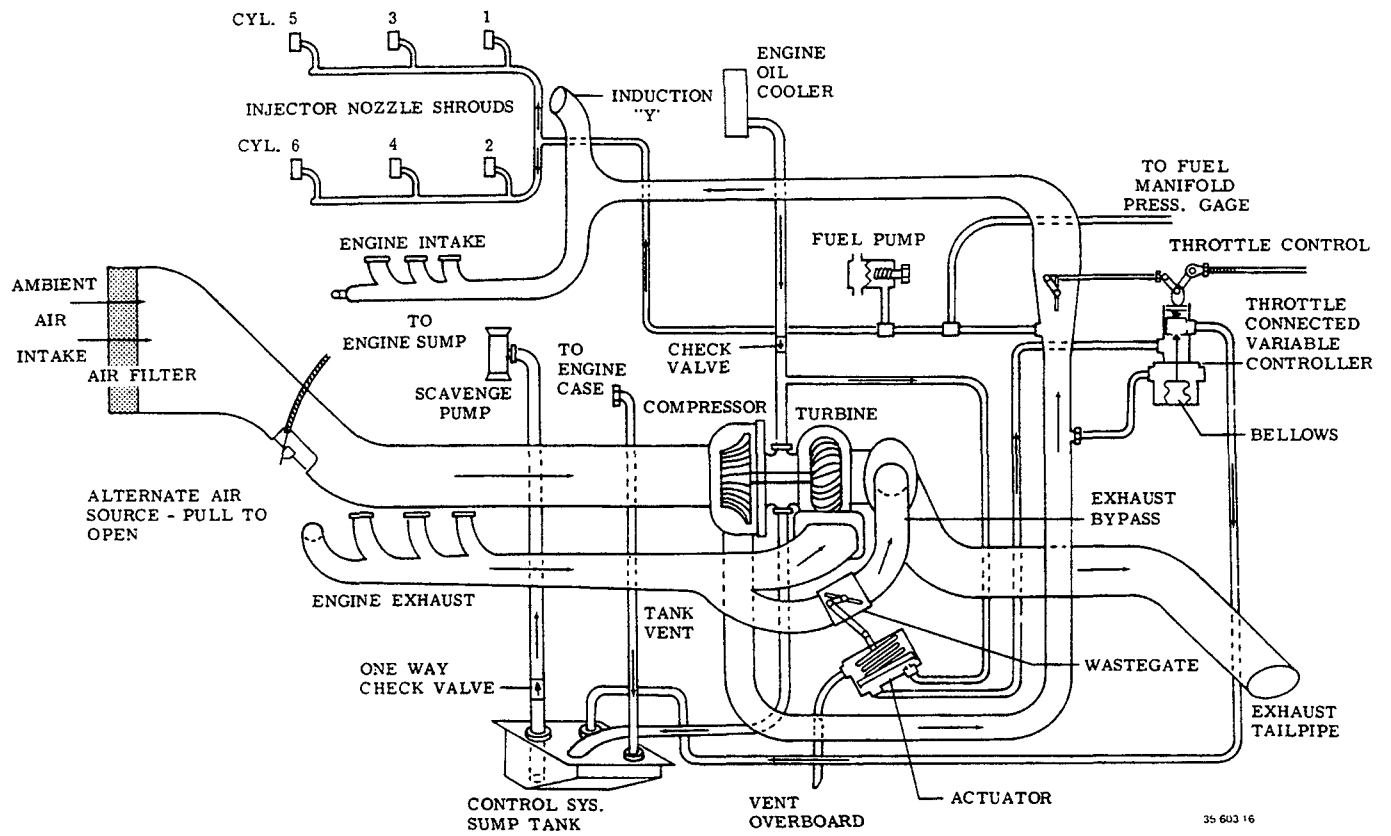 CYL. 5 3 1
INJECTOR NOZZLE SHROUDS
CYL. 6 4 2
INDUCTION
"Y"
ENGINE
OIL
COOLER
TO FUEL
MANIFOLD
PRESS. GAGE
FUEL PUMP
THROTTLE CONTROL
ENGINE INTAKE
AMBIENT
AIR
INTAKE
AIR FILTER
TO
ENGINE SUMP
SCAVENGE
PUMP
TO
ENGINE
CASE
CHECK
VALVE
THROTTLE
CONNECTED
VARIABLE
CONTROLLER
COMPRESSOR
TURBINE
BELLOWS
ALTERNATE AIR
SOURCE - PULL TO
OPEN
EXHAUST
BYPASS
ENGINE EXHAUST
TANK
VENT
ONE WAY
CHECK VALVE
WASTEGATE
EXHAUST
TAILPIPE
CONTROL SYS.
SUMP TANK
VENT
OVERBOARD
ACTUATOR
35 603 16